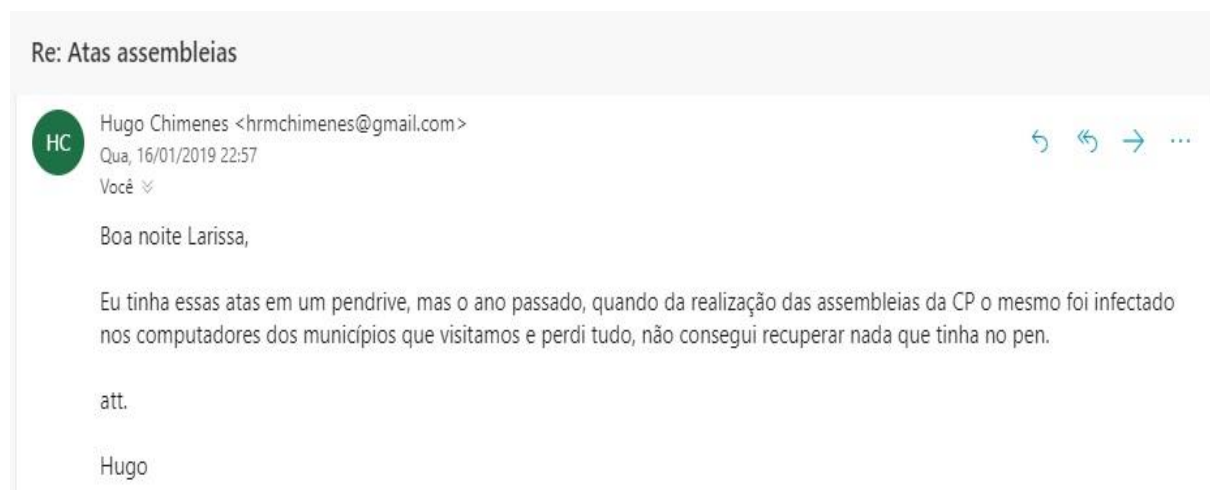 Re: Atas assembleias
HC
Hugo Chimenes <hrmchimenes@gmail.com>
Qua, 16/01/2019 22:57
Você
Boa noite Larissa,
Eu tinha essas atas em um pendrive, mas o ano passado, quando da realização das assembleias da CP o mesmo foi infectado
nos computadores dos municípios que visitamos e perdi tudo, não consegui recuperar nada que tinha no pen.
att.
Hugo